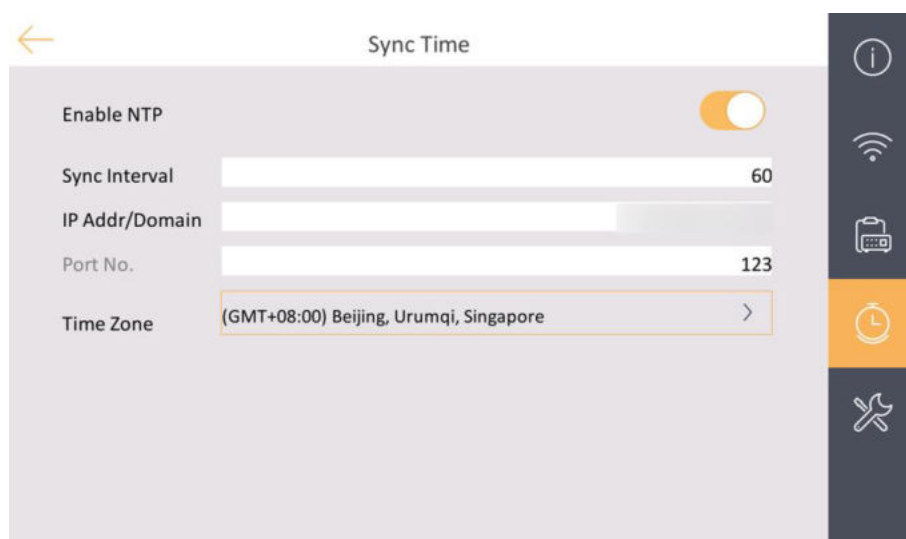 Sync Time
Enable NTP
Sync Interval 60
IP Addr/Domain
Port No. 123
Time Zone (GMT+08:00) Beijing, Urumqi, Singapore